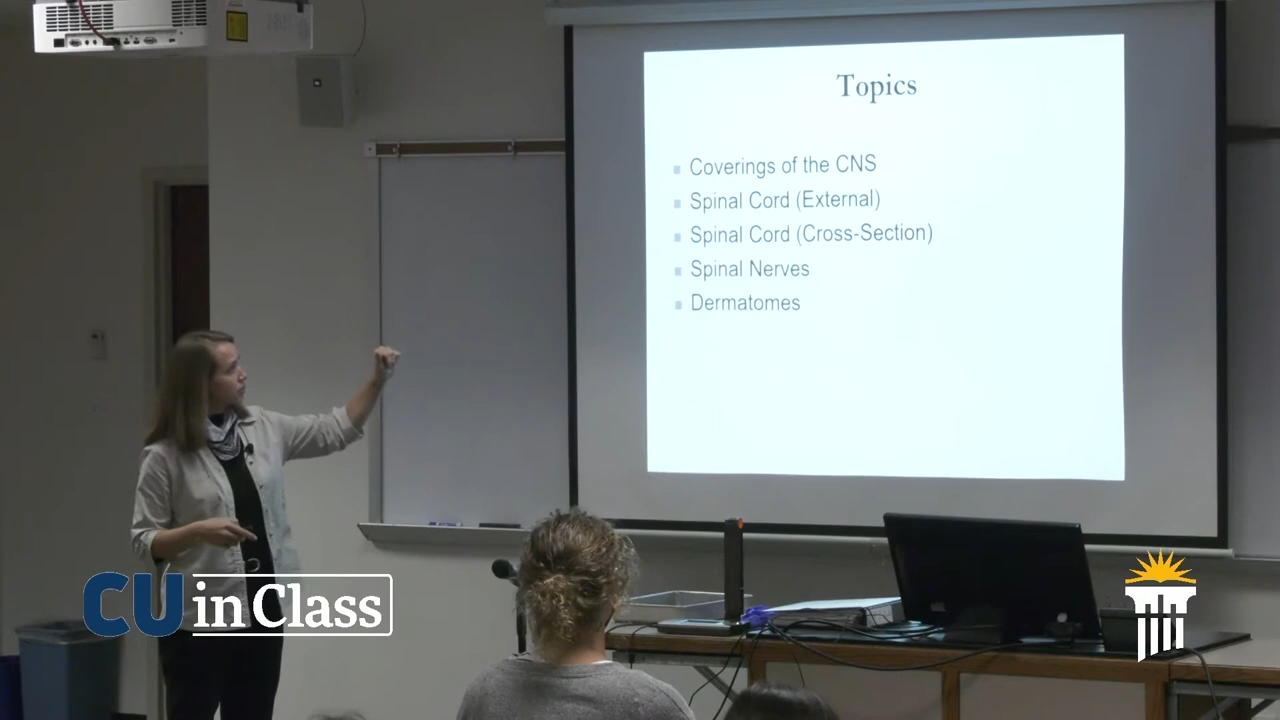 Topics
Coverings of the CNS
Spinal Cord (External)
Spinal Cord (Cross-Section)
Spinal Nerves
Dermatomes
CU in Class